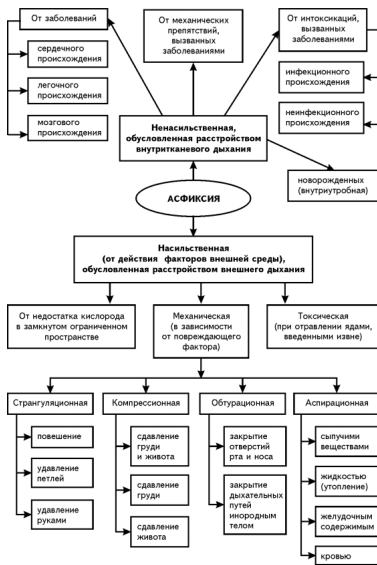 От заболеваний
сердечного
происхождения
легочного
происхождения
мозгового
происхождения
От механических
препятствий,
вызванных
заболеваниями
От интоксикаций,
вызванных
заболеваниями
инфекционного
происхождения
неинфекционного
происхождения
Ненасильственная,
обусловленная расстройством
внутритканевого дыхания
новорожденных
(внутриутробная)
АСФИКСИЯ
Насильственная
(от действия факторов внешней среды),
обусловленная расстройством внешнего дыхания
От недостатка кислорода
в замкнутом ограниченном
пространстве
Механическая
(в зависимости
от повреждающего
фактора)
Токсическая
(при отравлении ядами,
введенными извне)
Странгуляционная
повешение
удавление
петлей
удавление
руками
Компрессионная
сдавление
груди
и живота
сдавление
груди
сдавление
живота
Обтурационная
закрытие
отверстий
рта и носа
закрытие
дыхательных
путей
инородным
телом
Аспирационная
сыпучими
веществами
жидкостью
(утопление)
желудочным
содержимым
кровью